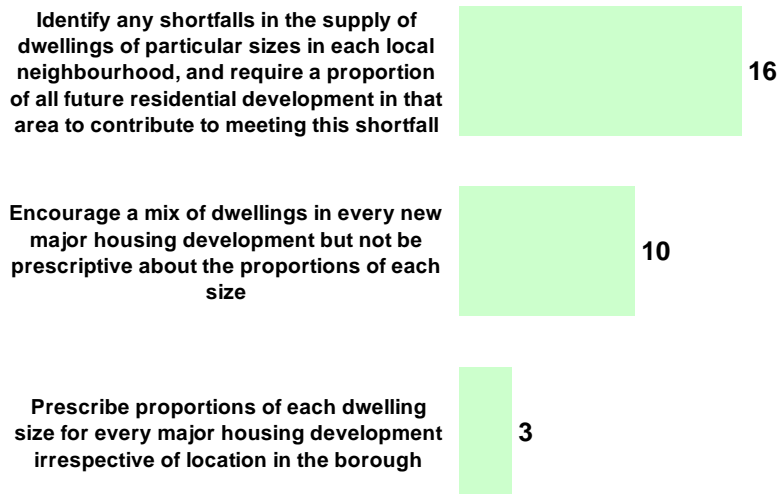 Identify any shortfalls in the supply of
dwellings of particular sizes in each local
neighbourhood, and require a proportion
of all future residential development in that
area to contribute to meeting this shortfall
16
Encourage a mix of dwellings in every new
major housing development but not be
prescriptive about the proportions of each
size
10
Prescribe proportions of each dwelling
size for every major housing development
irrespective of location in the borough
3